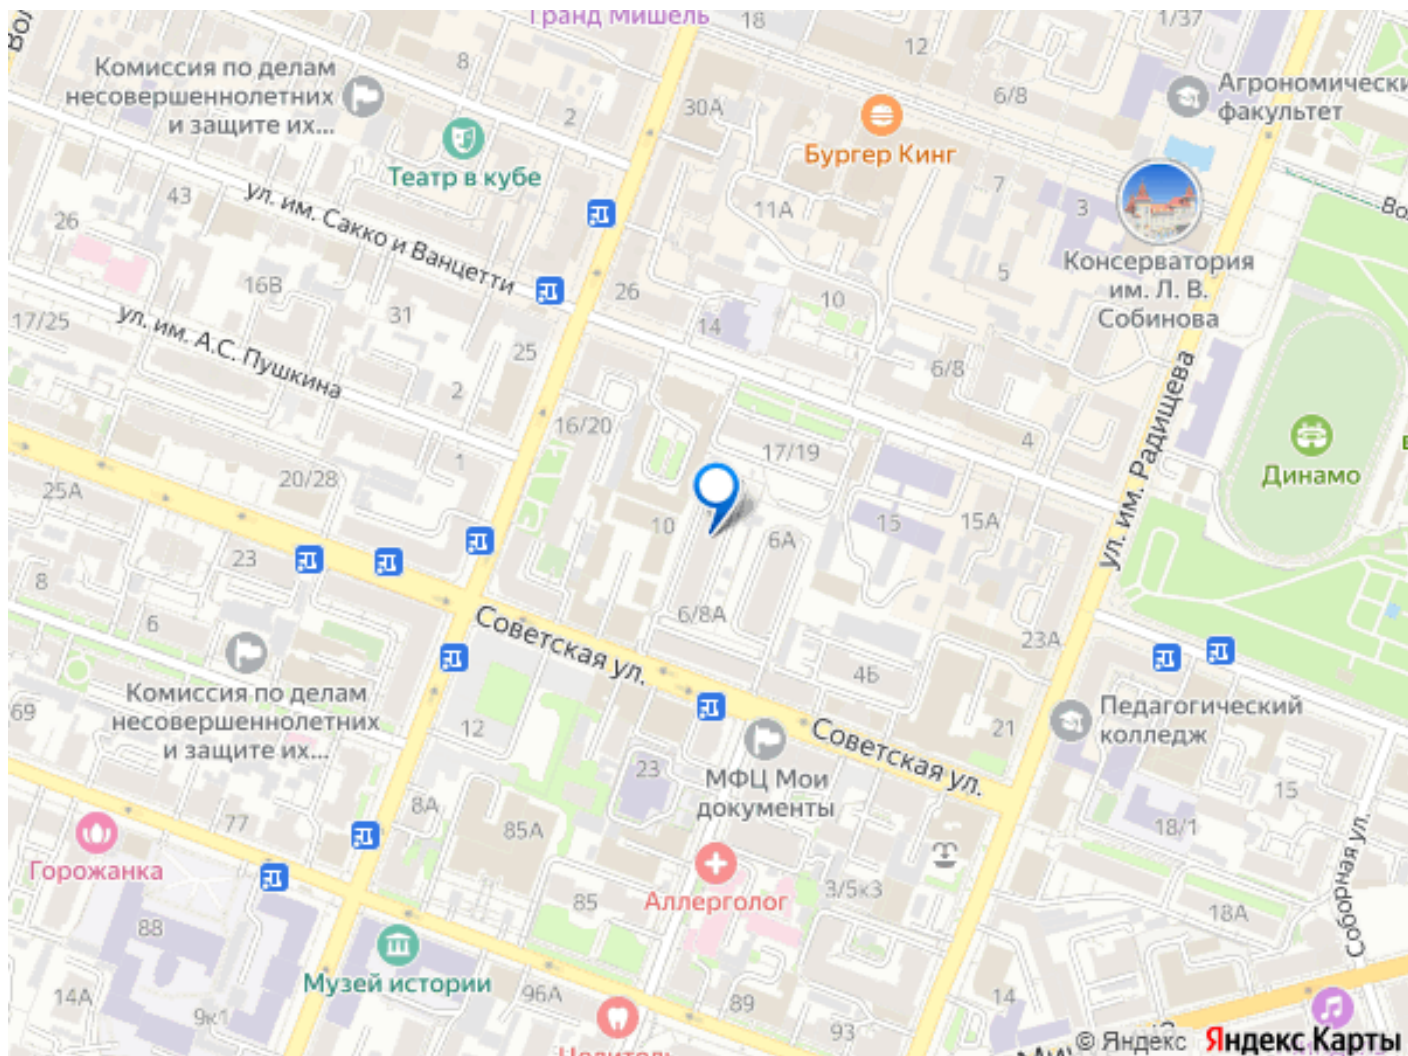 Гранд Мишель
18
1/37
12
Комиссия по делам
несовершеннолетних
и защите их...
8
2
30А
6/8
Агрономически
факультет
Театр в кубе
Бургер Кинг
43
ул. им. Сакко и Ванцетти
26
11А
7
3
Консерватория
им. Л. В.
Собинова
5
16В
26
10
14
31
17/25
ул. им. А.С. Пушкина
25
2
6/8
ул. им. Радищева
16/20
4
17/19
Динамо
1
20/28
25А
10
6А
15
15А
23
8
6
6/8А
23А
Советская ул.
4Б
Комиссия по делам
несовершеннолетних
и защите их...
69
12
21
Педагогический
колледж
Советская ул.
23
МФЦ Мои
документы
15
8А
77
85А
18/1
Горожанка
Соборная ул.
Аллерголог
3/5к3
85
18А
88
Музей истории
14А
9к1
96А
89
93
14
Целитель
© Яндекс Яндекс Карты